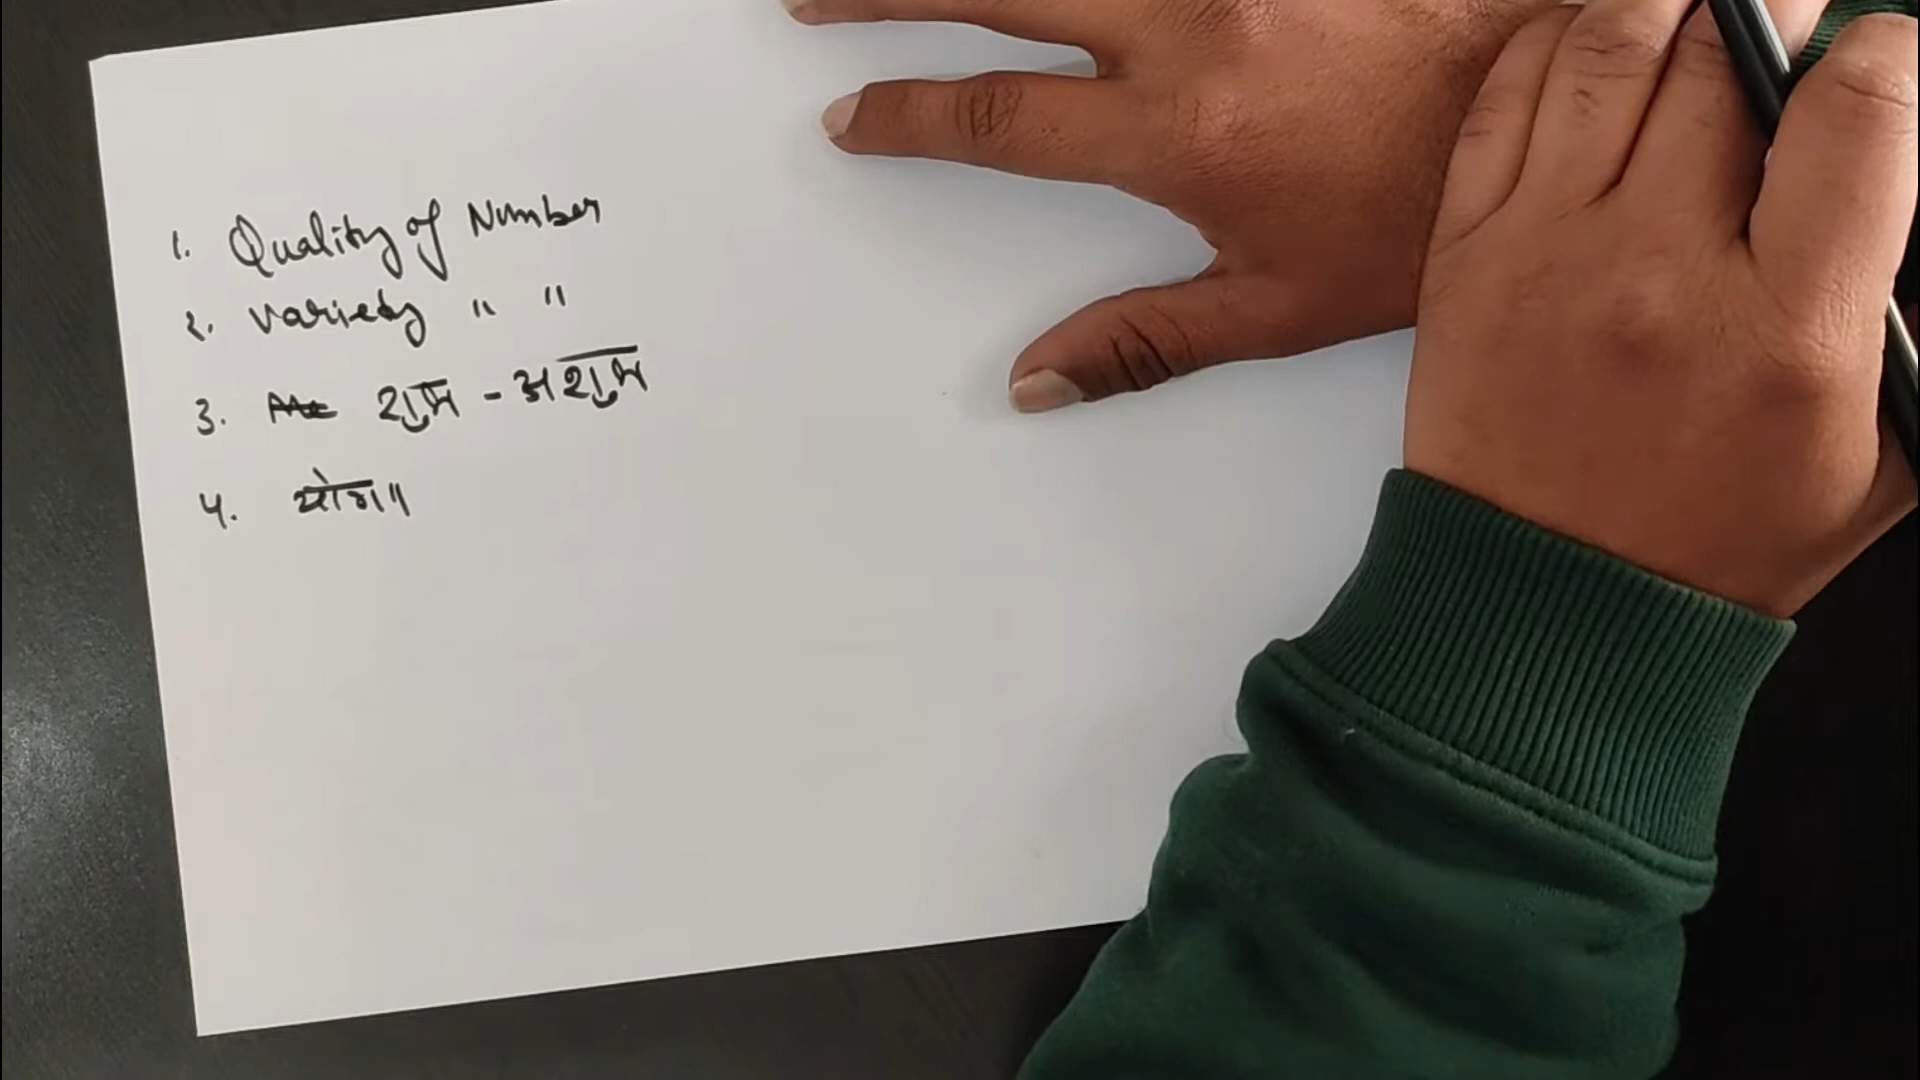 1. Quality of Number
2. Variety " "
3. शुभ - अशुभ
4. योग॥